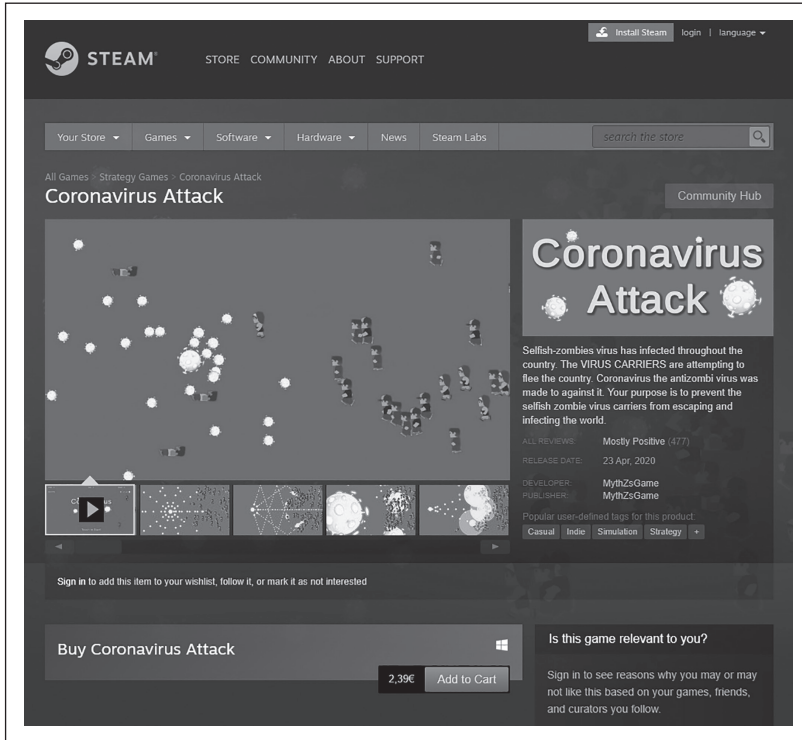 Install Steam login | language
STEAM®
STORE COMMUNITY ABOUT SUPPORT
Your Store Games Software Hardware News Steam Labs search the store
All Games > Strategy Games > Coronavirus Attack
Coronavirus Attack
Community Hub
Coronavirus
Attack
Selfish-zombies virus has infected throughout the
country. The VIRUS CARRIERS are attempting to
flee the country. Coronavirus the antizombi virus was
made to against it. Your purpose is to prevent the
selfish zombie virus carriers from escaping and
infecting the world.
ALL REVIEWS: Mostly Positive (477)
RELEASE DATE: 23 Apr, 2020
DEVELOPER: MythZsGame
PUBLISHER: MythZsGame
Popular user-defined tags for this product:
Casual Indie Simulation Strategy +
Sign in to add this item to your wishlist, follow it, or mark it as not interested
Buy Coronavirus Attack
2,39€ Add to Cart
Is this game relevant to you?
Sign in to see reasons why you may or may
not like this based on your games, friends,
and curators you follow.